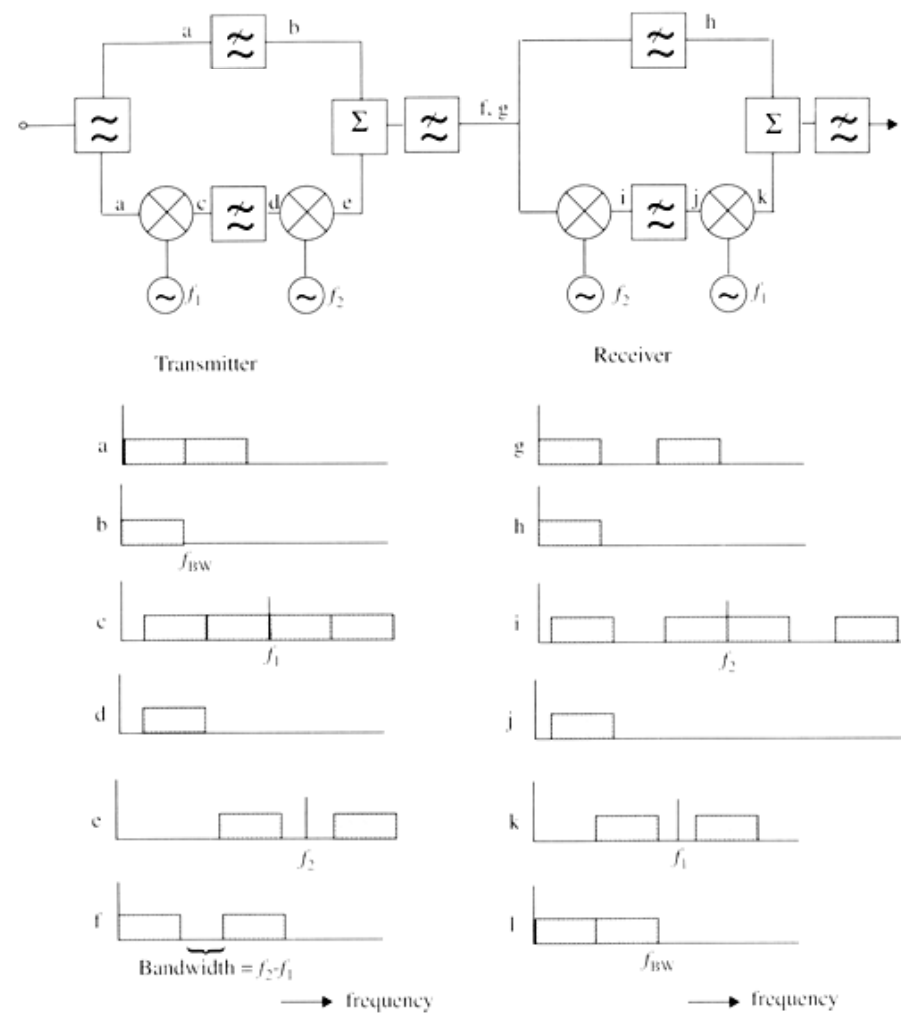 a b h
Σ f, g Σ
a c d e i j k
f1 f2 f2 f1
Transmitter Receiver
a g
b h
fBW
c i
f1 f2
d j
e k
f2 f1
f l
Bandwidth = f2-f1 fBW
frequency frequency